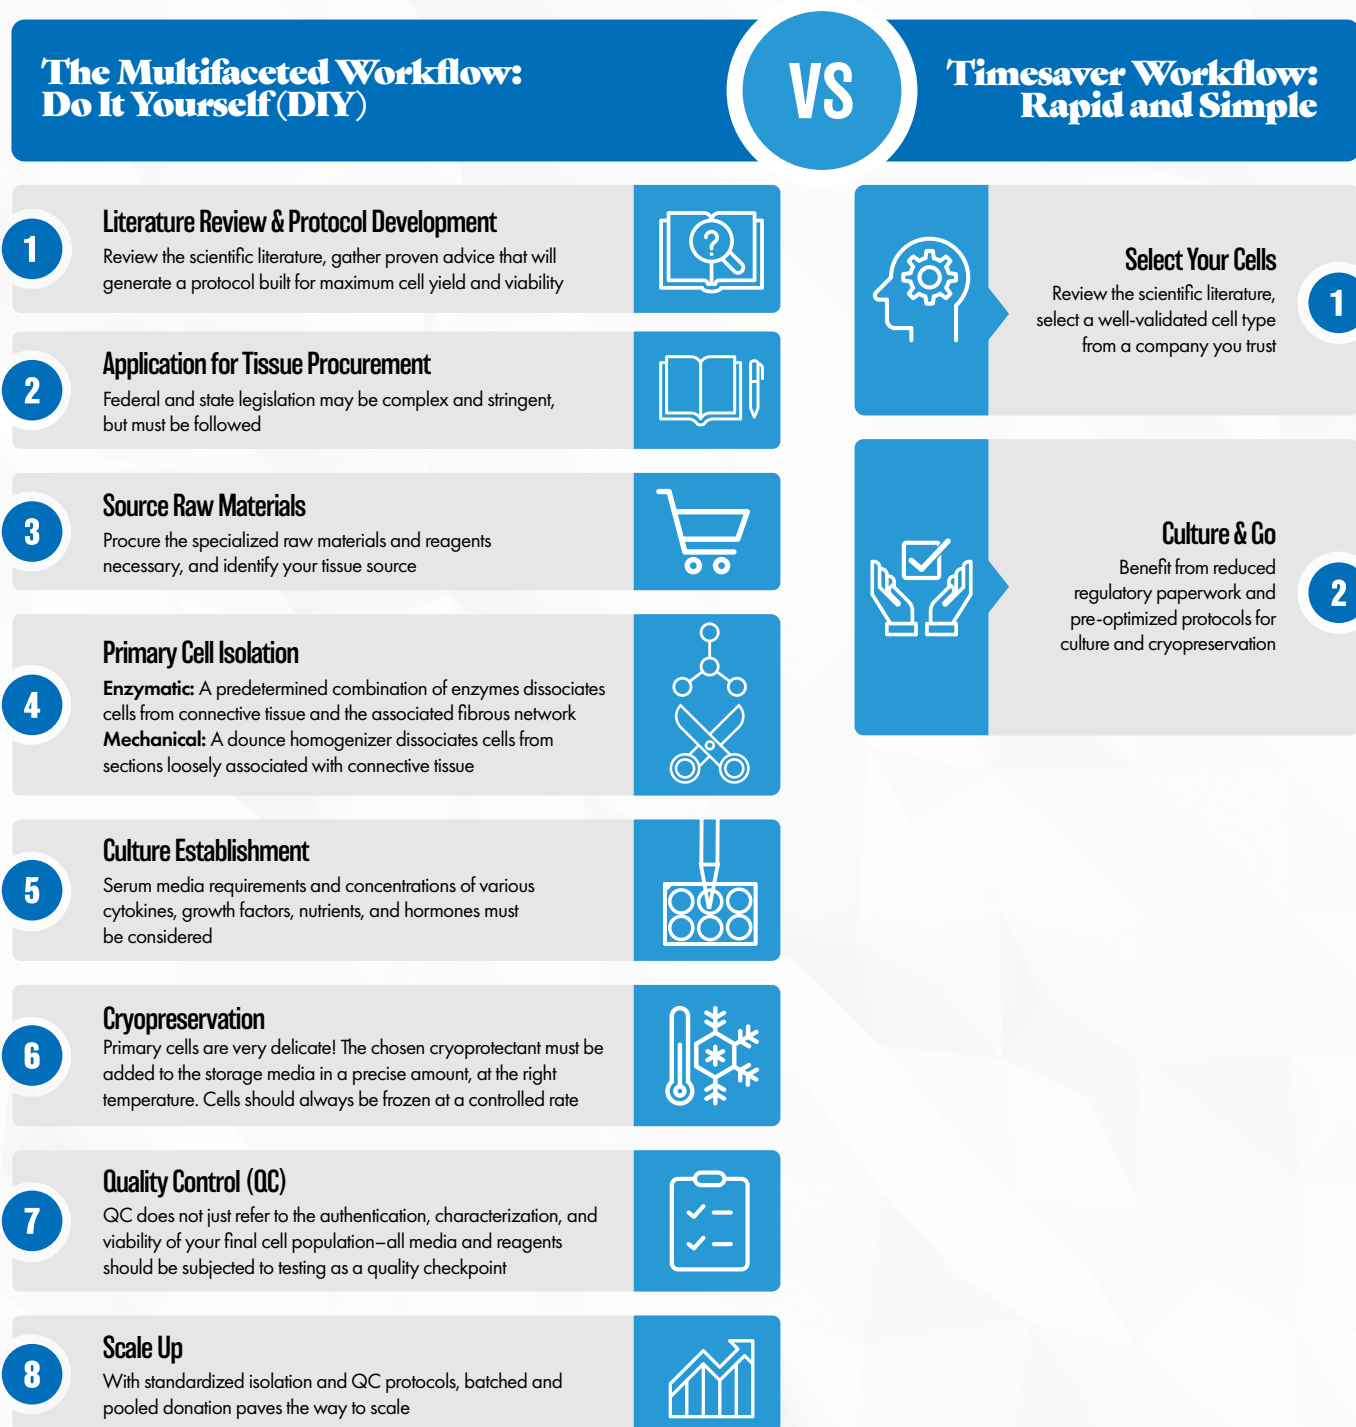 The Multifaceted Workflow:
Do It Yourself (DIY)
VS
Timesaver Workflow:
Rapid and Simple
1
Literature Review & Protocol Development
Review the scientific literature, gather proven advice that will
generate a protocol built for maximum cell yield and viability
2
Application for Tissue Procurement
Federal and state legislation may be complex and stringent,
but must be followed
3
Source Raw Materials
Procure the specialized raw materials and reagents
necessary, and identify your tissue source
4
Primary Cell Isolation
Enzymatic: A predetermined combination of enzymes dissociates
cells from connective tissue and the associated fibrous network
Mechanical: A dounce homogenizer dissociates cells from
sections loosely associated with connective tissue
5
Culture Establishment
Serum media requirements and concentrations of various
cytokines, growth factors, nutrients, and hormones must
be considered
6
Cryopreservation
Primary cells are very delicate! The chosen cryoprotectant must be
added to the storage media in a precise amount, at the right
temperature. Cells should always be frozen at a controlled rate
7
Quality Control (QC)
QC does not just refer to the authentication, characterization, and
viability of your final cell population–all media and reagents
should be subjected to testing as a quality checkpoint
8
Scale Up
With standardized isolation and QC protocols, batched and
pooled donation paves the way to scale
?
Select Your Cells
Review the scientific literature,
select a well-validated cell type
from a company you trust
1
Culture & Go
Benefit from reduced
regulatory paperwork and
pre-optimized protocols for
culture and cryopreservation
2